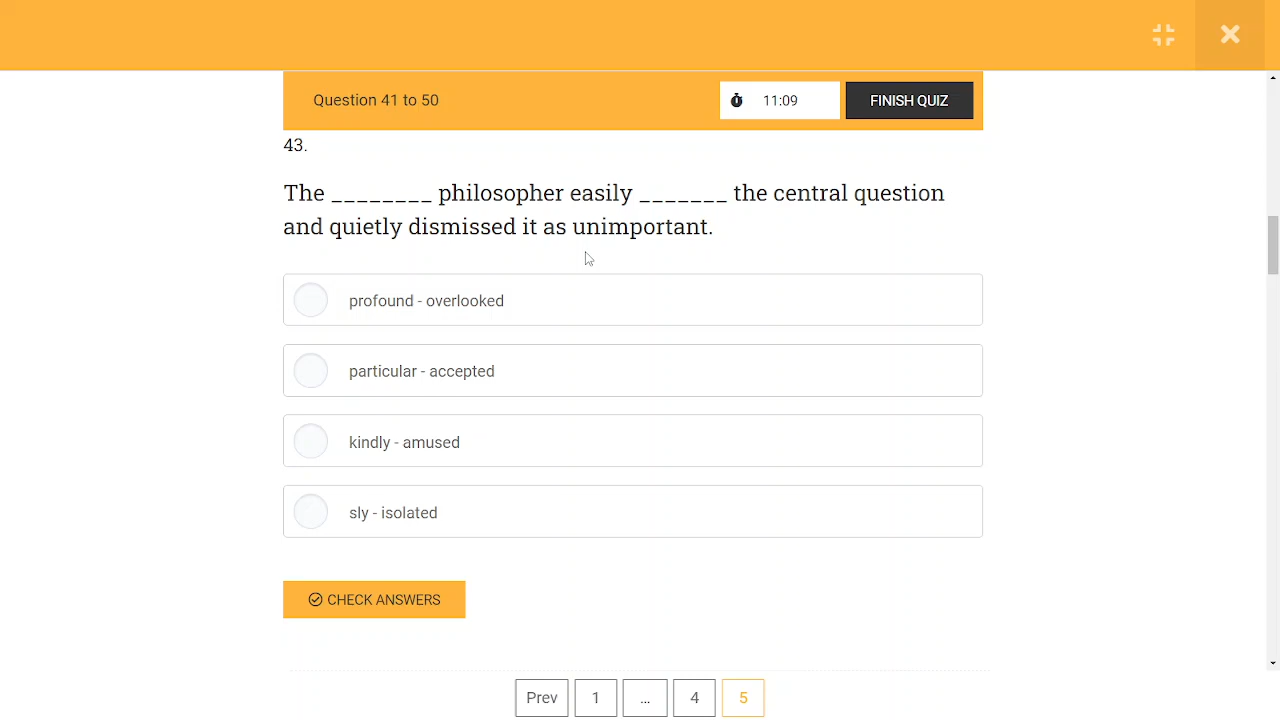 Question 41 to 50
11:09
FINISH QUIZ
43.
The ________ philosopher easily _______ the central question
and quietly dismissed it as unimportant.
profound - overlooked
particular - accepted
kindly - amused
sly - isolated
CHECK ANSWERS
Prev
1
...
4
5